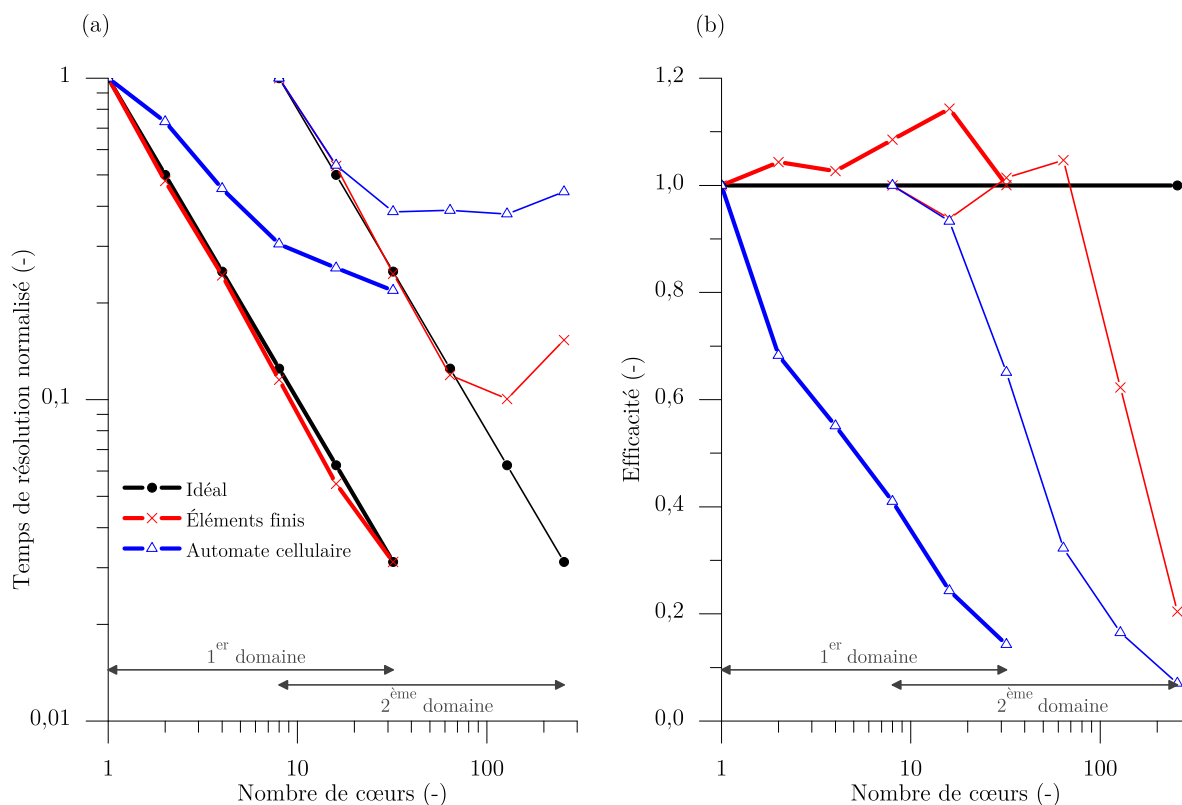 (a)
1
0,1
0,01
Temps de résolution normalisé (-)
Idéal
Éléments finis
Automate cellulaire
1er domaine
2ème domaine
1
10
100
Nombre de cœurs (-)
(b)
1,2
1,0
0,8
0,6
0,4
0,2
0,0
Efficacité (-)
1er domaine
2ème domaine
1
10
100
Nombre de cœurs (-)